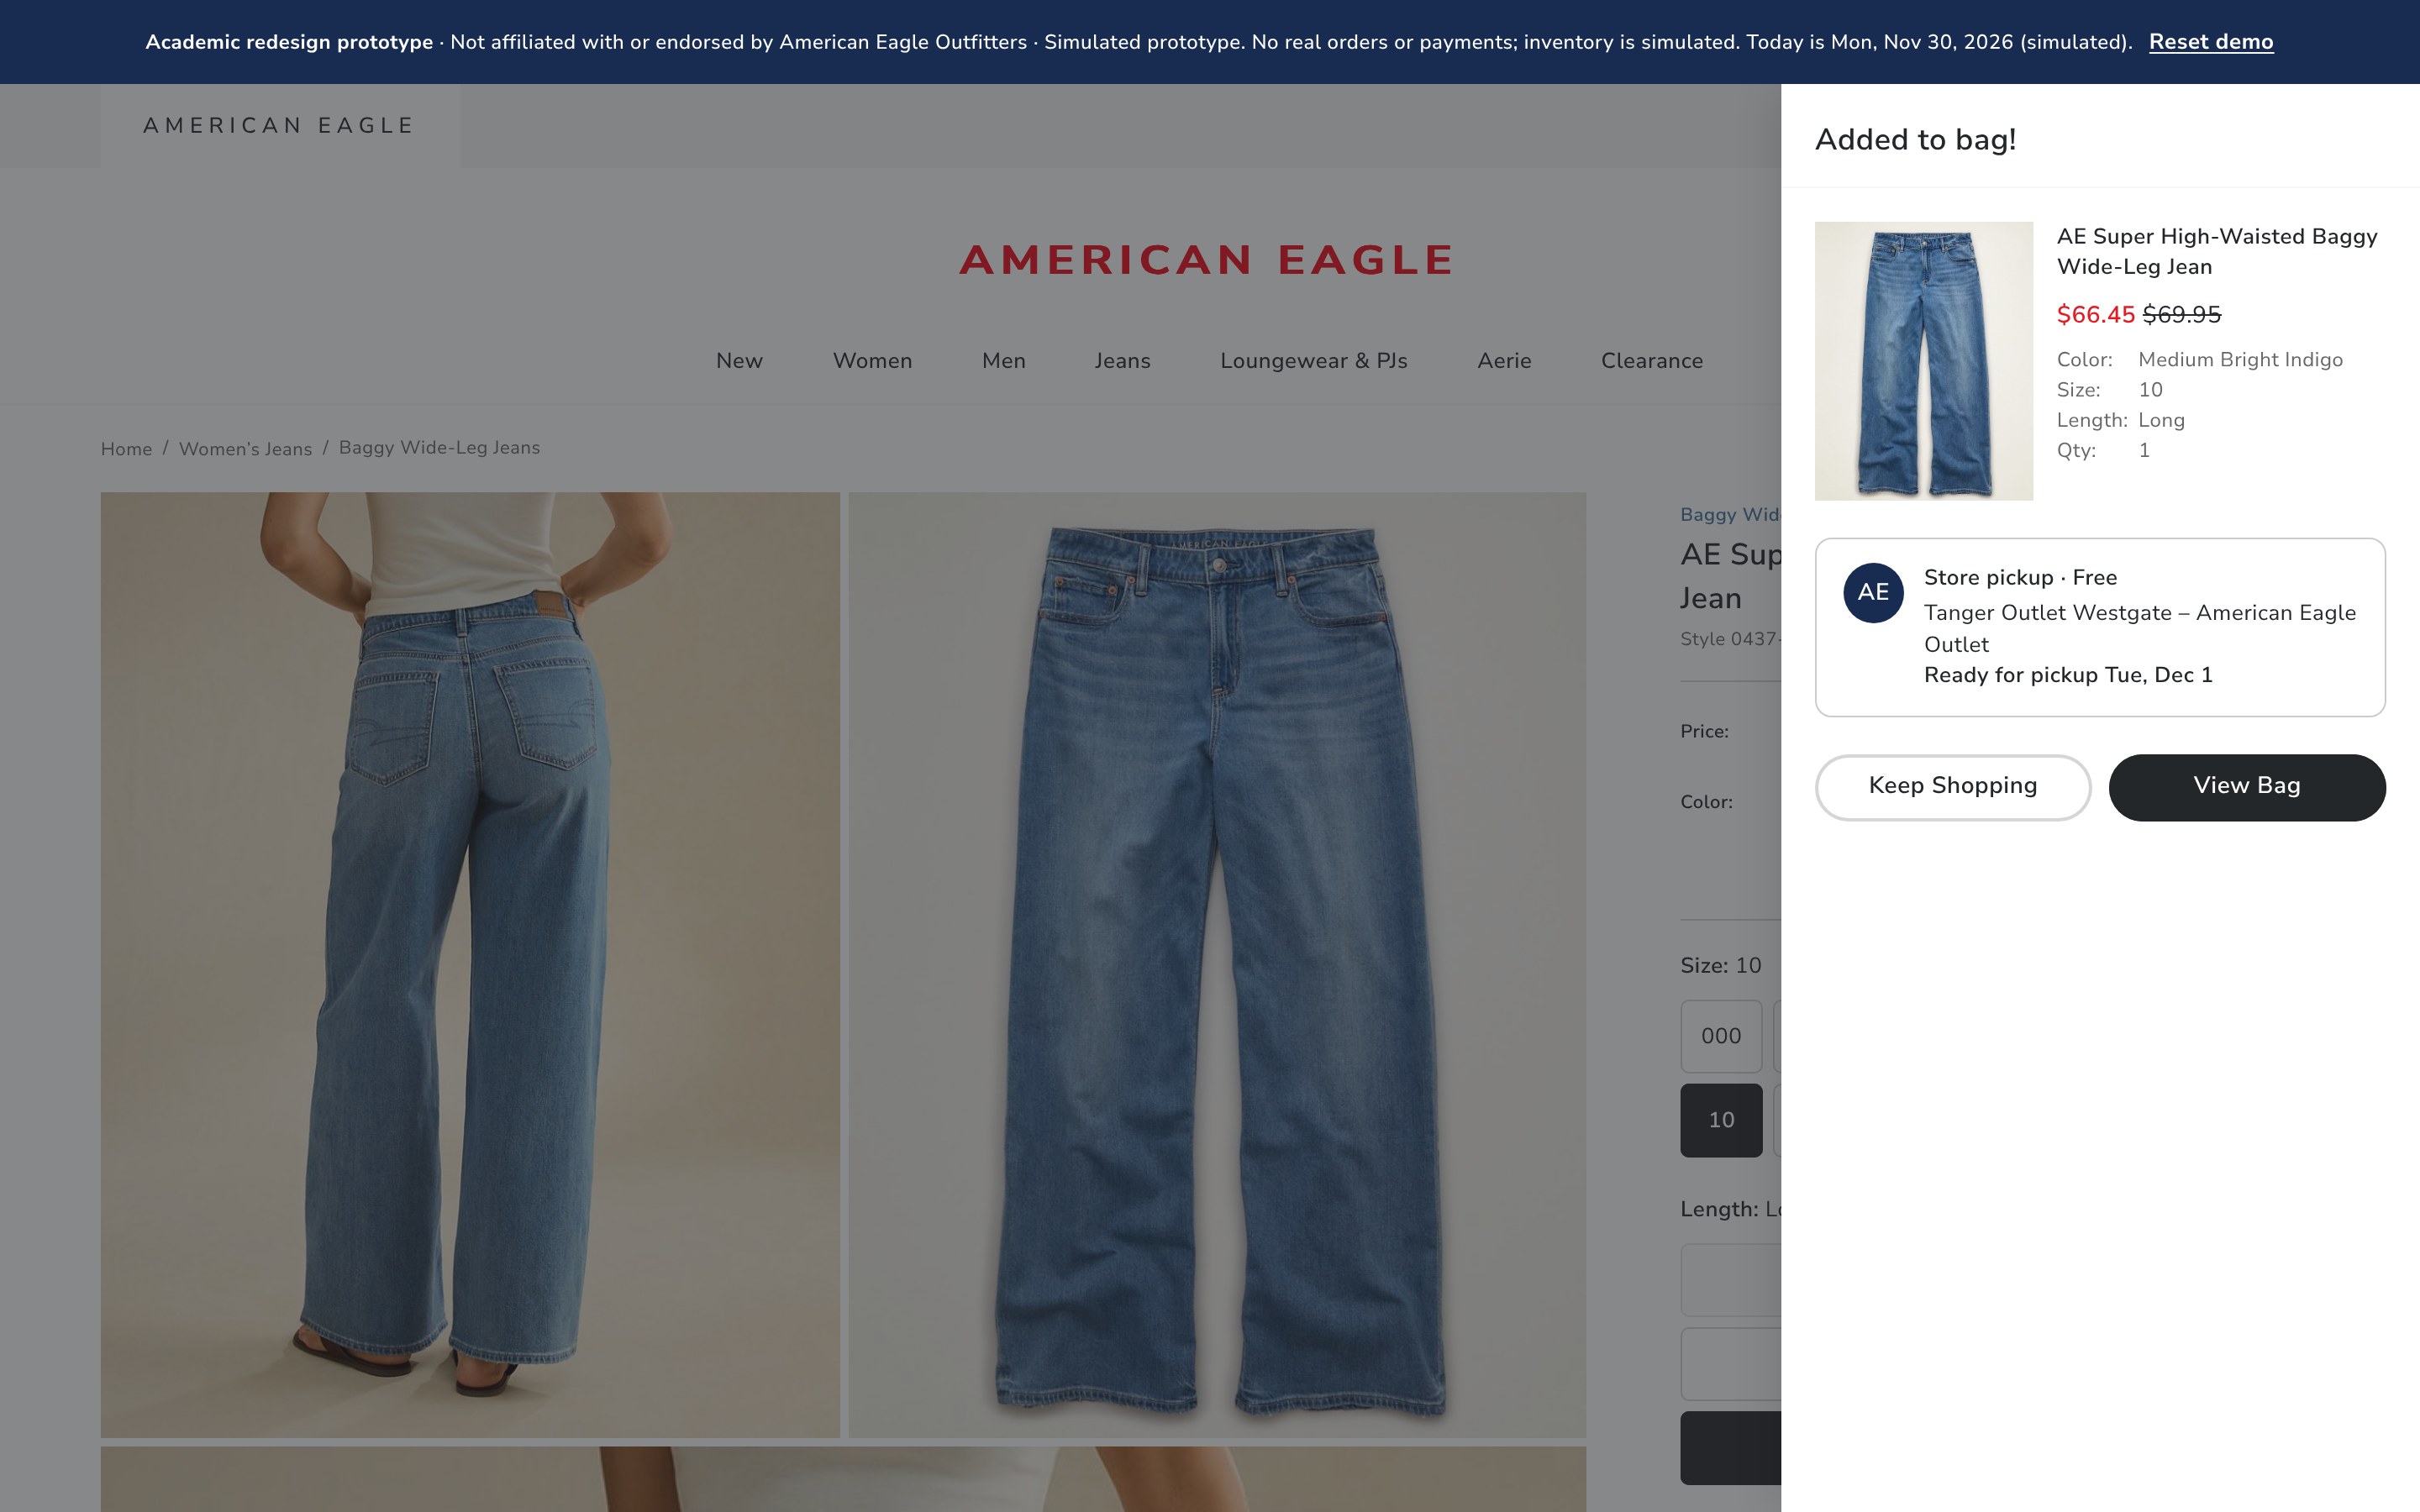 Academic redesign prototype · Not affiliated with or endorsed by American Eagle Outfitters · Simulated prototype. No real orders or payments; inventory is simulated. Today is Mon, Nov 30, 2026 (simulated). Reset demo
AMERICAN EAGLE
AMERICAN EAGLE
New Women Men Jeans Loungewear & PJs Aerie Clearance
Home / Women's Jeans / Baggy Wide-Leg Jeans
Baggy
AE
Jean
Style 0437-
Price:
Color:
Size: 10
000
10
Length:
Added to bag!
AE Super High-Waisted Baggy
Wide-Leg Jean
$66.45 $69.95
Color: Medium Bright Indigo
Size: 10
Length: Long
Qty: 1
AE
Store pickup · Free
Tanger Outlet Westgate – American Eagle
Outlet
Ready for pickup Tue, Dec 1
Keep Shopping
View Bag